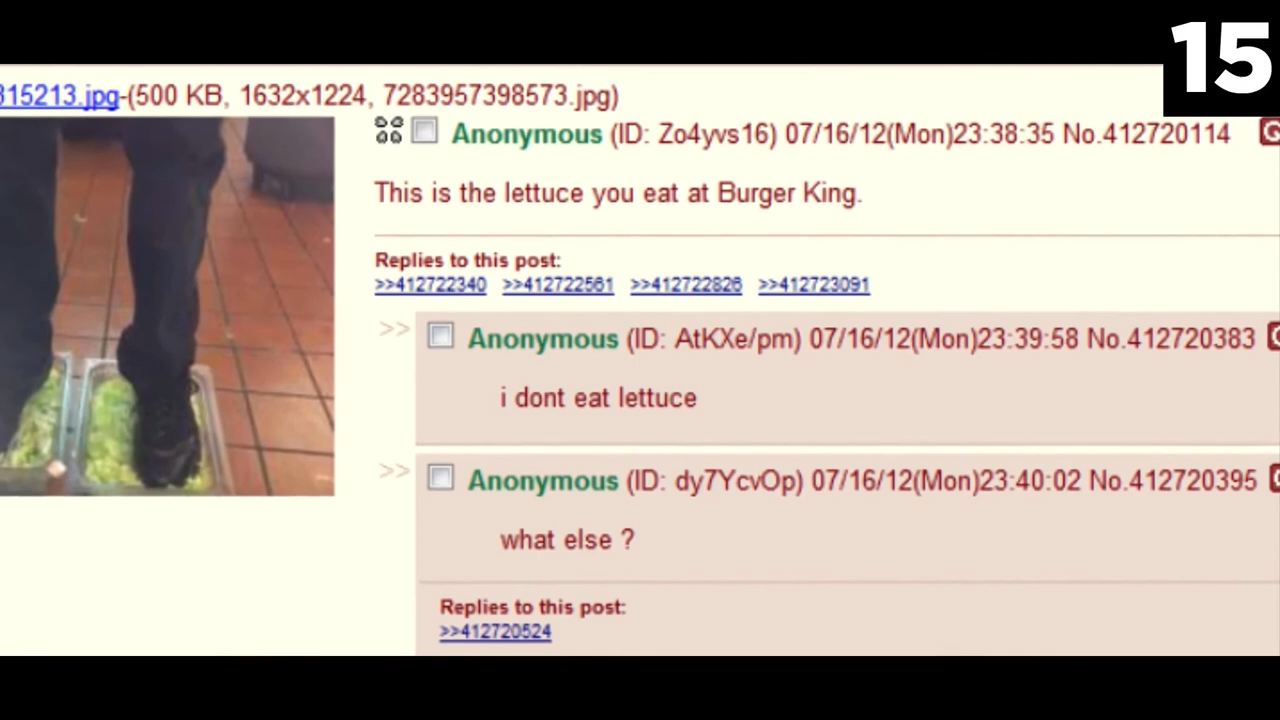 15
315213.jpg-(500 KB, 1632x1224, 7283957398573.jpg)
Anonymous (ID: Zo4yvs16) 07/16/12(Mon)23:38:35 No.412720114
This is the lettuce you eat at Burger King.
Replies to this post:
>>412722340 >>412722561 >>412722826 >>412723091
>> Anonymous (ID: AtKXe/pm) 07/16/12(Mon)23:39:58 No.412720383
i dont eat lettuce
>> Anonymous (ID: dy7YcvOp) 07/16/12(Mon)23:40:02 No.412720395
what else ?
Replies to this post:
>>412720524